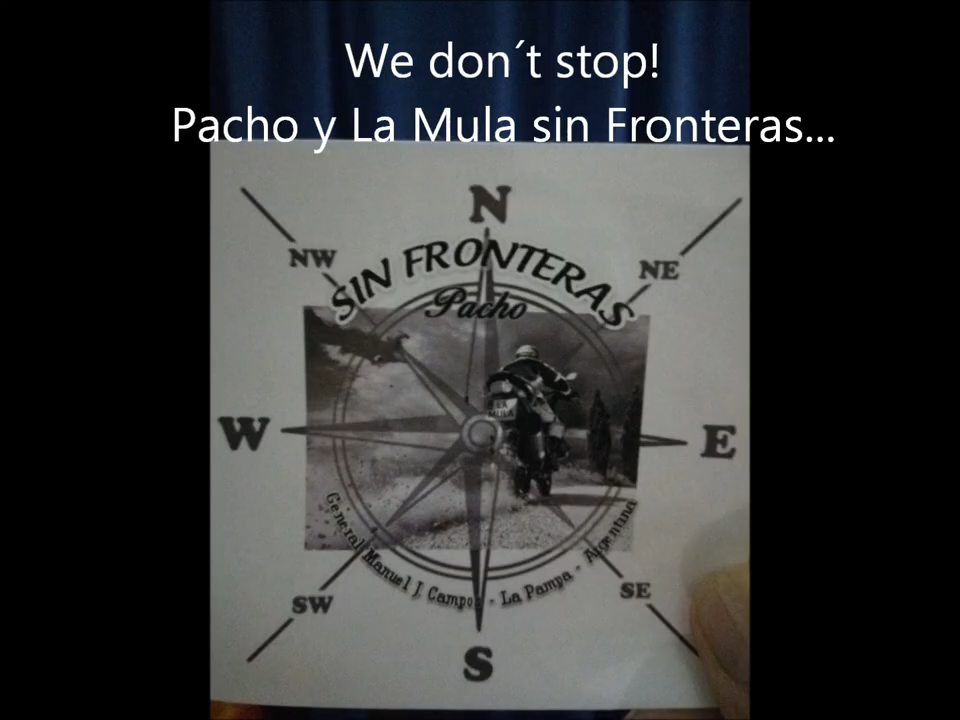 We don´t stop!
Pacho y La Mula sin Fronteras...
N
NW
NE
SIN FRONTERAS
Pacho
LA
MULA
W
E
General Manuel J. Campos - La Pampa - Argentina
SW
SE
S